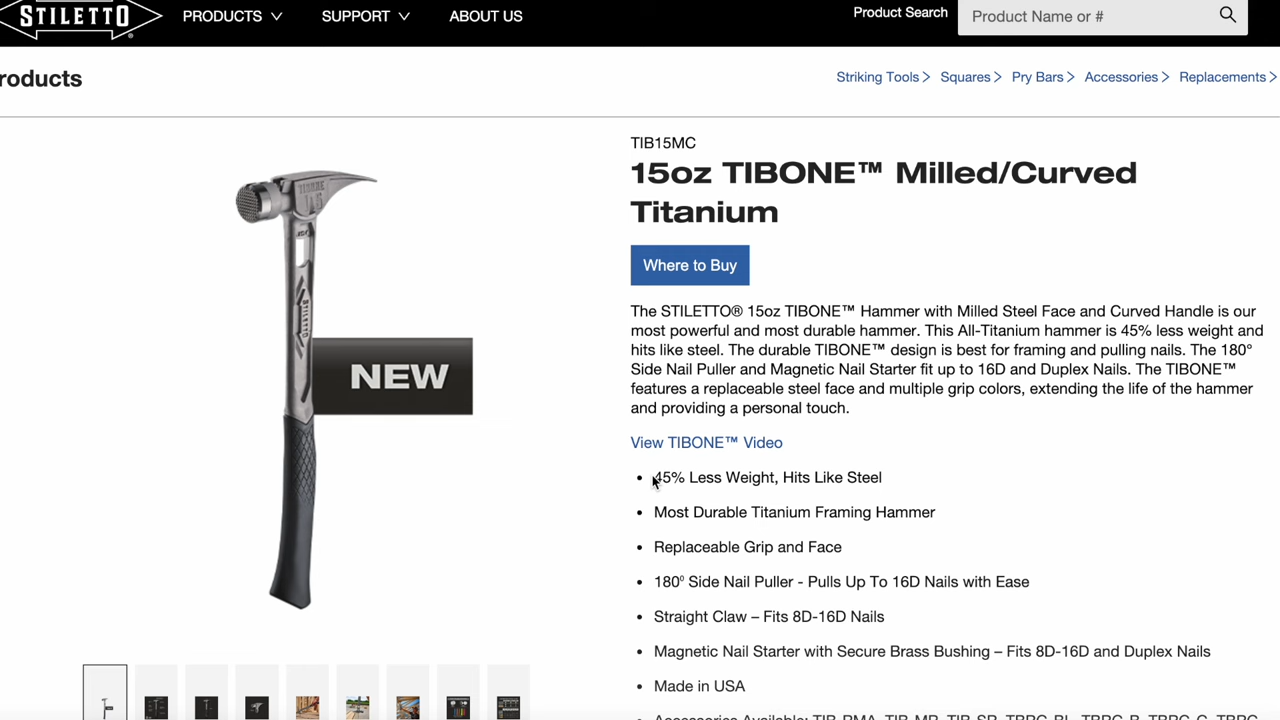 STILETTO
PRODUCTS
SUPPORT
ABOUT US
Product Search
Product Name or #
roducts
Striking Tools
Squares
Pry Bars
Accessories
Replacements
TIBONE
NEW
STILETTO
TIB15MC
15oz TIBONE™ Milled/Curved
Titanium
Where to Buy
The STILETTO® 15oz TIBONE™ Hammer with Milled Steel Face and Curved Handle is our
most powerful and most durable hammer. This All-Titanium hammer is 45% less weight and
hits like steel. The durable TIBONE™ design is best for framing and pulling nails. The 180°
Side Nail Puller and Magnetic Nail Starter fit up to 16D and Duplex Nails. The TIBONE™
features a replaceable steel face and multiple grip colors, extending the life of the hammer
and providing a personal touch.
View TIBONE™ Video
• 45% Less Weight, Hits Like Steel
• Most Durable Titanium Framing Hammer
• Replaceable Grip and Face
• 180⁰ Side Nail Puller - Pulls Up To 16D Nails with Ease
• Straight Claw – Fits 8D-16D Nails
• Magnetic Nail Starter with Secure Brass Bushing – Fits 8D-16D and Duplex Nails
• Made in USA